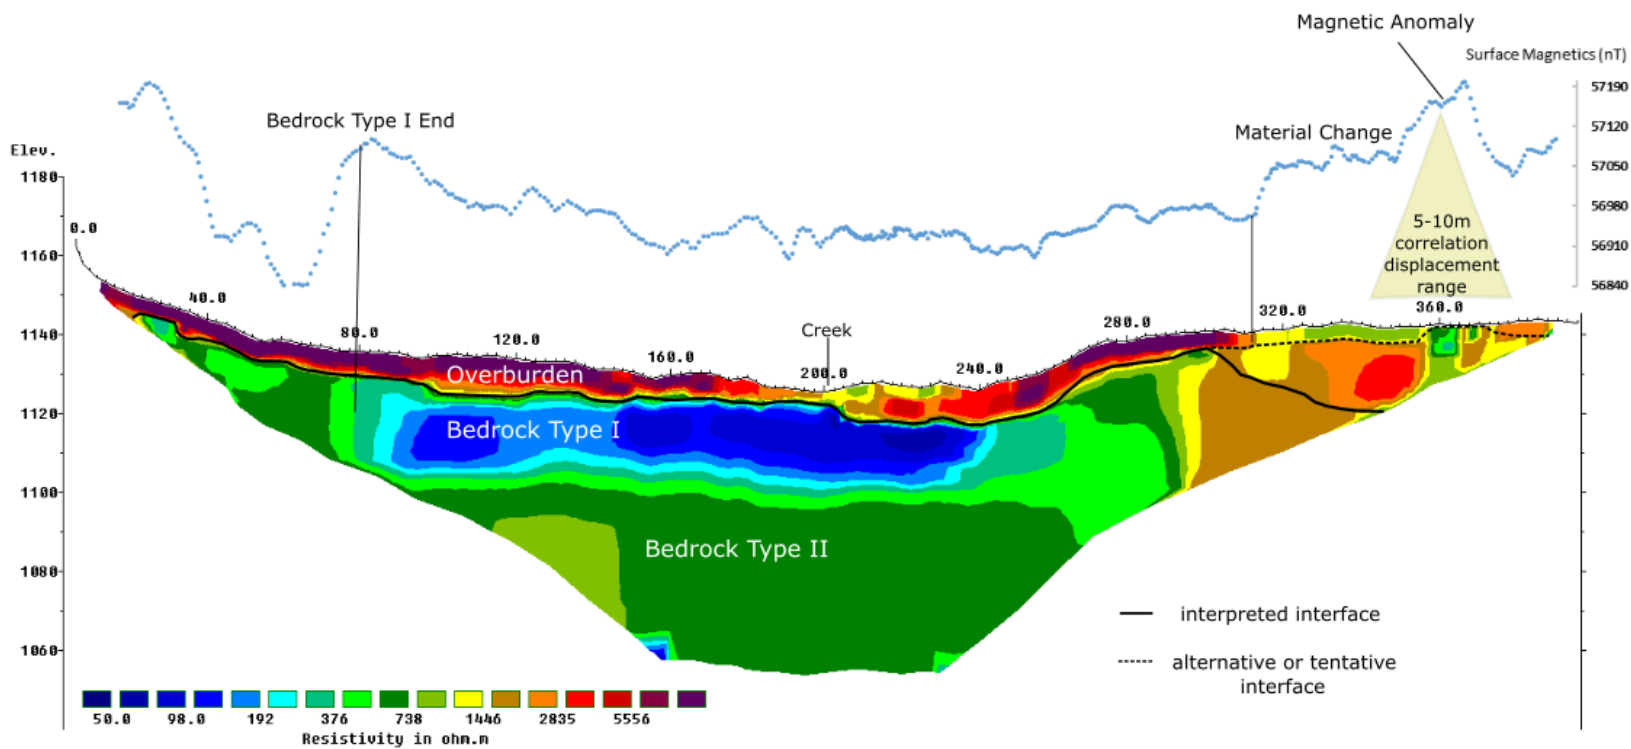 Magnetic Anomaly
Surface Magnetics (nT)
57190
Bedrock Type I End
57120
Material Change
Elev.
57050
1180
56980
0.0
5-10m
correlation
displacement
range
1160
56910
56840
40.0
360.0
320.0
280.0
1140
80.0
Creek
120.0
160.0
200.0
240.0
Overburden
1120
Bedrock Type I
1100
Bedrock Type II
1080
interpreted interface
1060
alternative or tentative
interface
50.0 98.0 192 376 738 1446 2835 5556
Resistivity in ohm.m